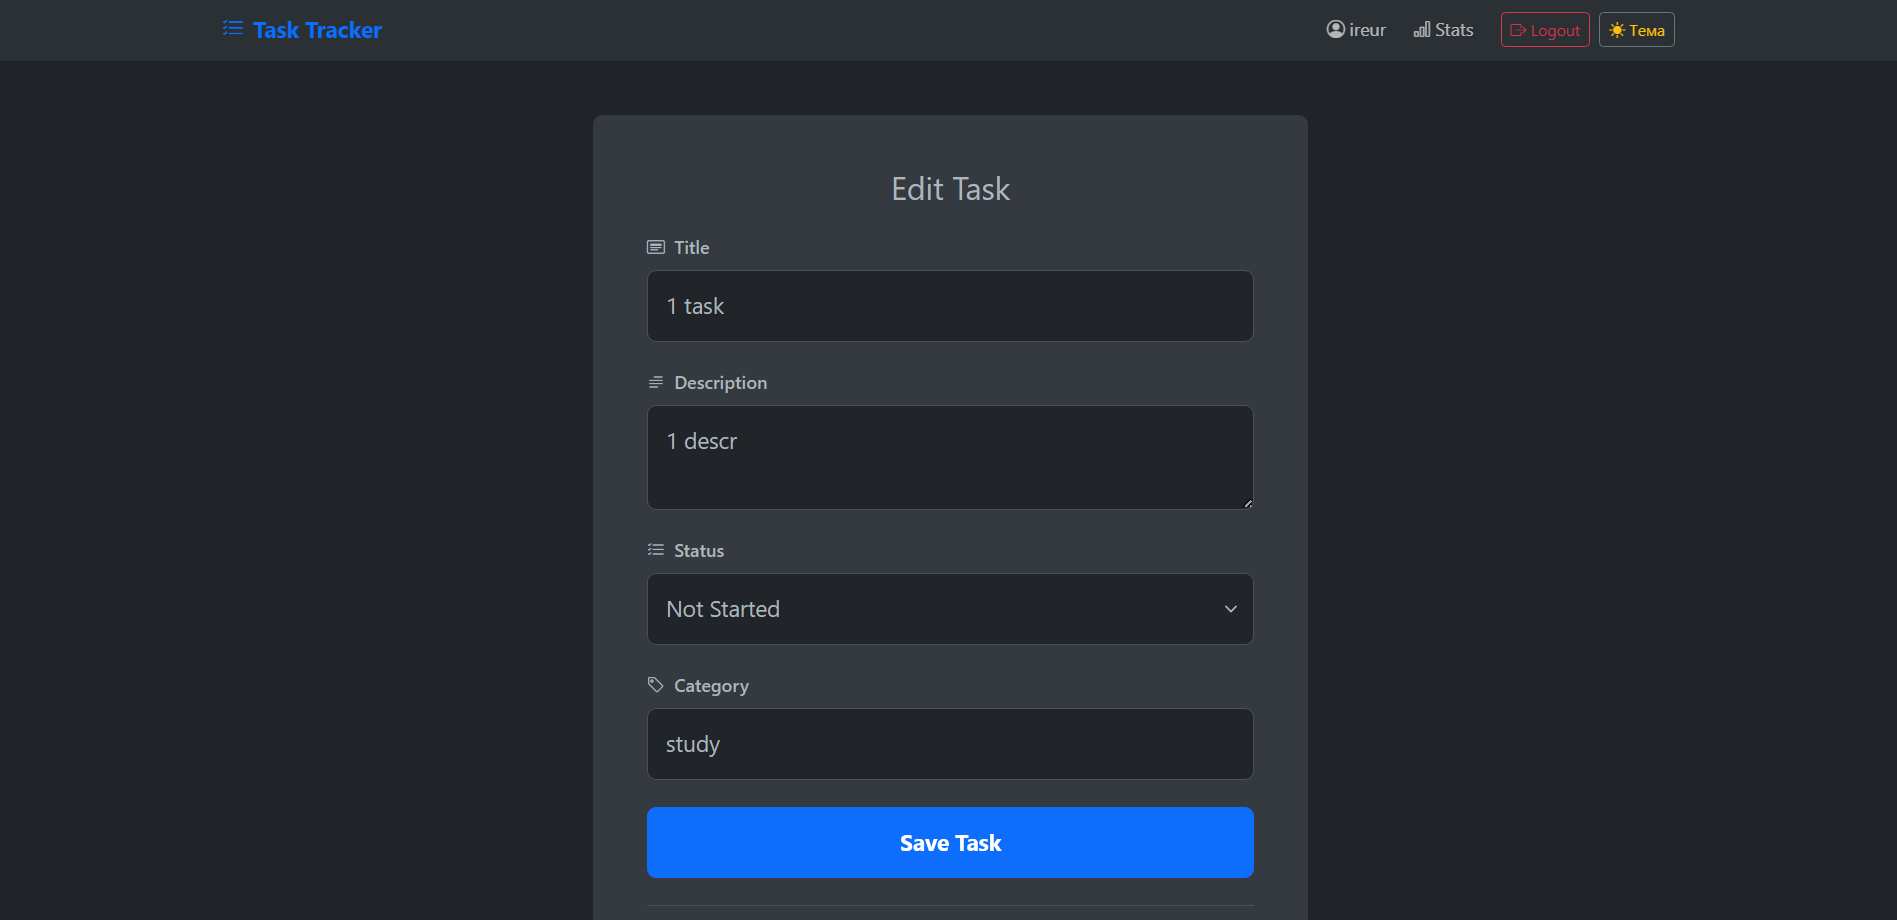 Task Tracker
ireur
Stats
Logout
Тема
Edit Task
Title
1 task
Description
1 descr
Status
Not Started
Category
study
Save Task